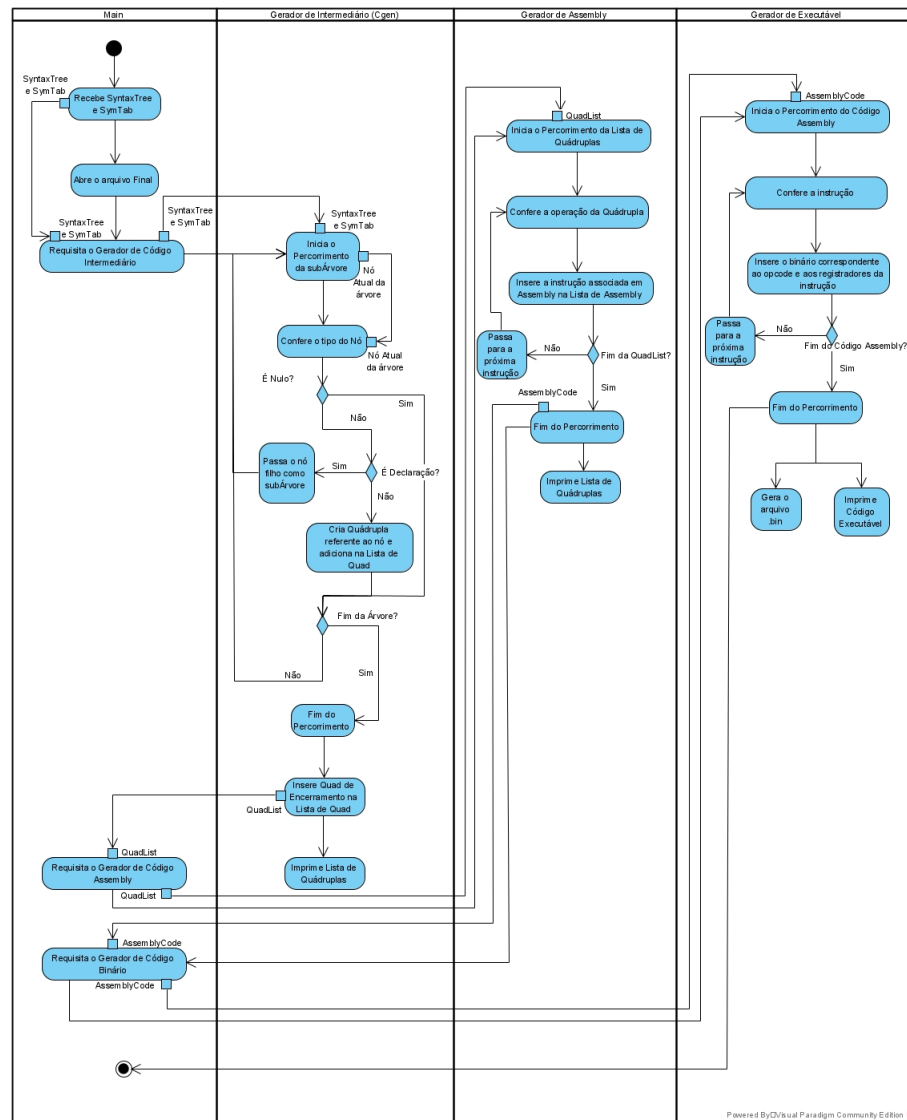 Main
Gerador de Intermediário (Cgen)
Gerador de Assembly
Gerador de Executável
SyntaxTree
e SymTab
Recebe SyntaxTree
e SymTab
Abre o arquivo Final
SyntaxTree
e SymTab
Requisita o Gerador de Código
Intermediário
SyntaxTree
e SymTab
SyntaxTree
e SymTab
Inicia o
Percorrimento
da subÁrvore
Nó
Atual da
árvore
Confere o tipo do Nó
Nó Atual
da árvore
É Nulo?
Sim
Não
Passa o nó
filho como
subÁrvore
Sim
É Declaração?
Não
Cria Quádrupla
referente ao nó e
adiciona na Lista de
Quad
Fim da Árvore?
Não
Sim
Fim do
Percorrimento
Insere Quad de
Encerramento na
Lista de Quad
QuadList
Imprime Lista de
Quádruplas
QuadList
Requisita o Gerador de Código
Assembly
QuadList
AssemblyCode
Requisita o Gerador de Código
Binário
AssemblyCode
QuadList
Inicia o Percorrimento da Lista de
Quádruplas
Confere a operação da Quádrupla
Insere a instrução associada em
Assembly na Lista de Assembly
Passa
para a
próxima
instrução
Não
Fim da QuadList?
Sim
AssemblyCode
Fim do Percorrimento
Imprime Lista de
Quádruplas
AssemblyCode
Inicia o Percorrimento do Código
Assembly
Confere a instrução
Insere o binário correspondente
ao opcode e aos registradores da
instrução
Passa
para a
próxima
instrução
Não
Fim do Código Assembly?
Sim
Fim do Percorrimento
Gera o
arquivo
.bin
Imprime
Código
Executável
Powered By Visual Paradigm Community Edition